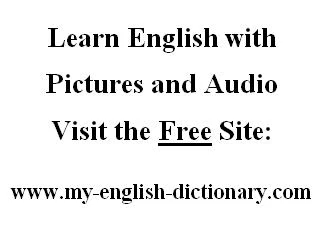 Learn English with
Pictures and Audio
Visit the Free Site:
www.my-english-dictionary.com